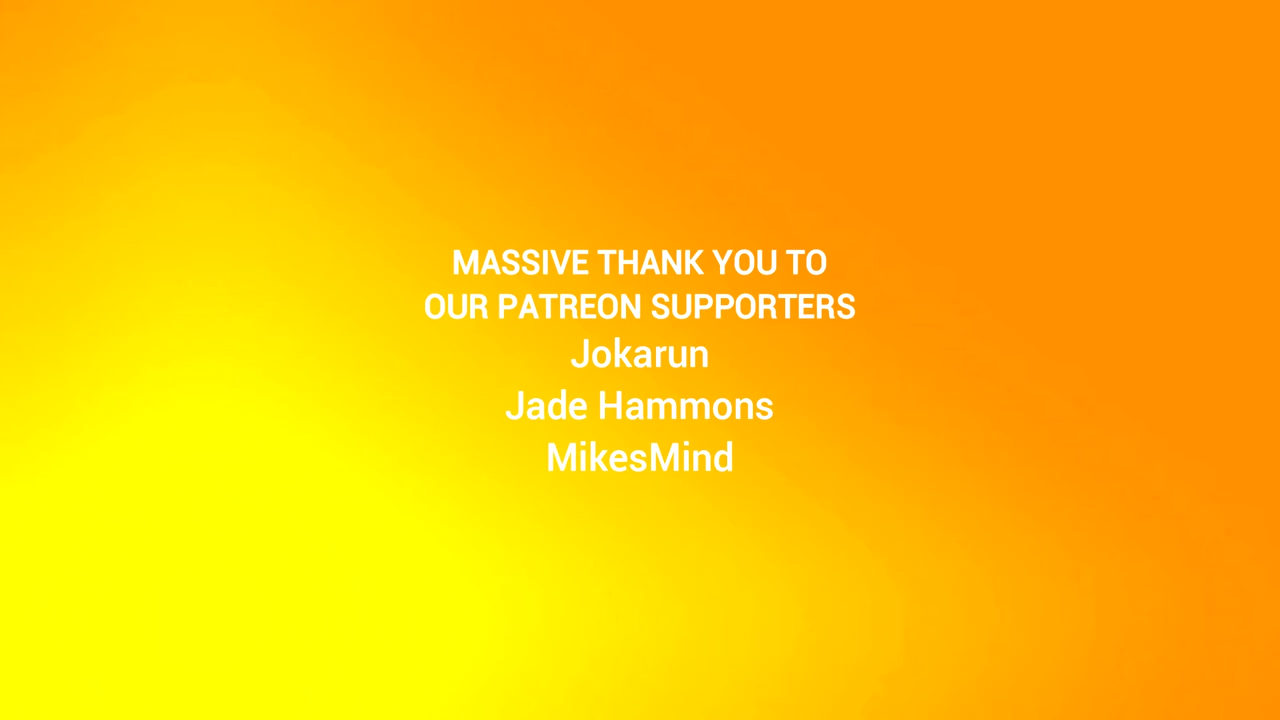 MASSIVE THANK YOU TO
OUR PATREON SUPPORTERS
Jokarun
Jade Hammons
MikesMind